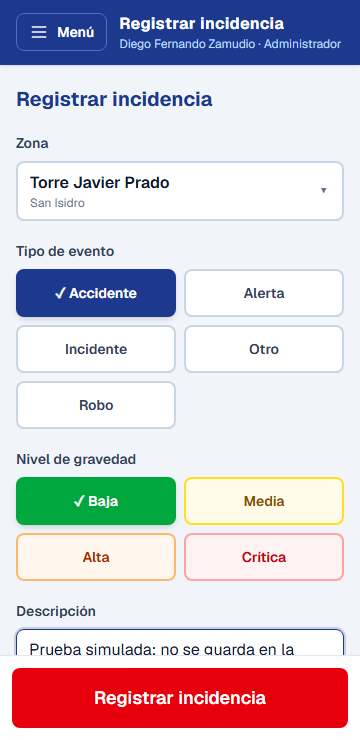 Menú
Registrar incidencia
Diego Fernando Zamudio · Administrador
Registrar incidencia
Zona
Torre Javier Prado
San Isidro
Tipo de evento
✓ Accidente
Alerta
Incidente
Otro
Robo
Nivel de gravedad
✓ Baja
Media
Alta
Crítica
Descripción
Prueba simulada: no se guarda en la
Registrar incidencia